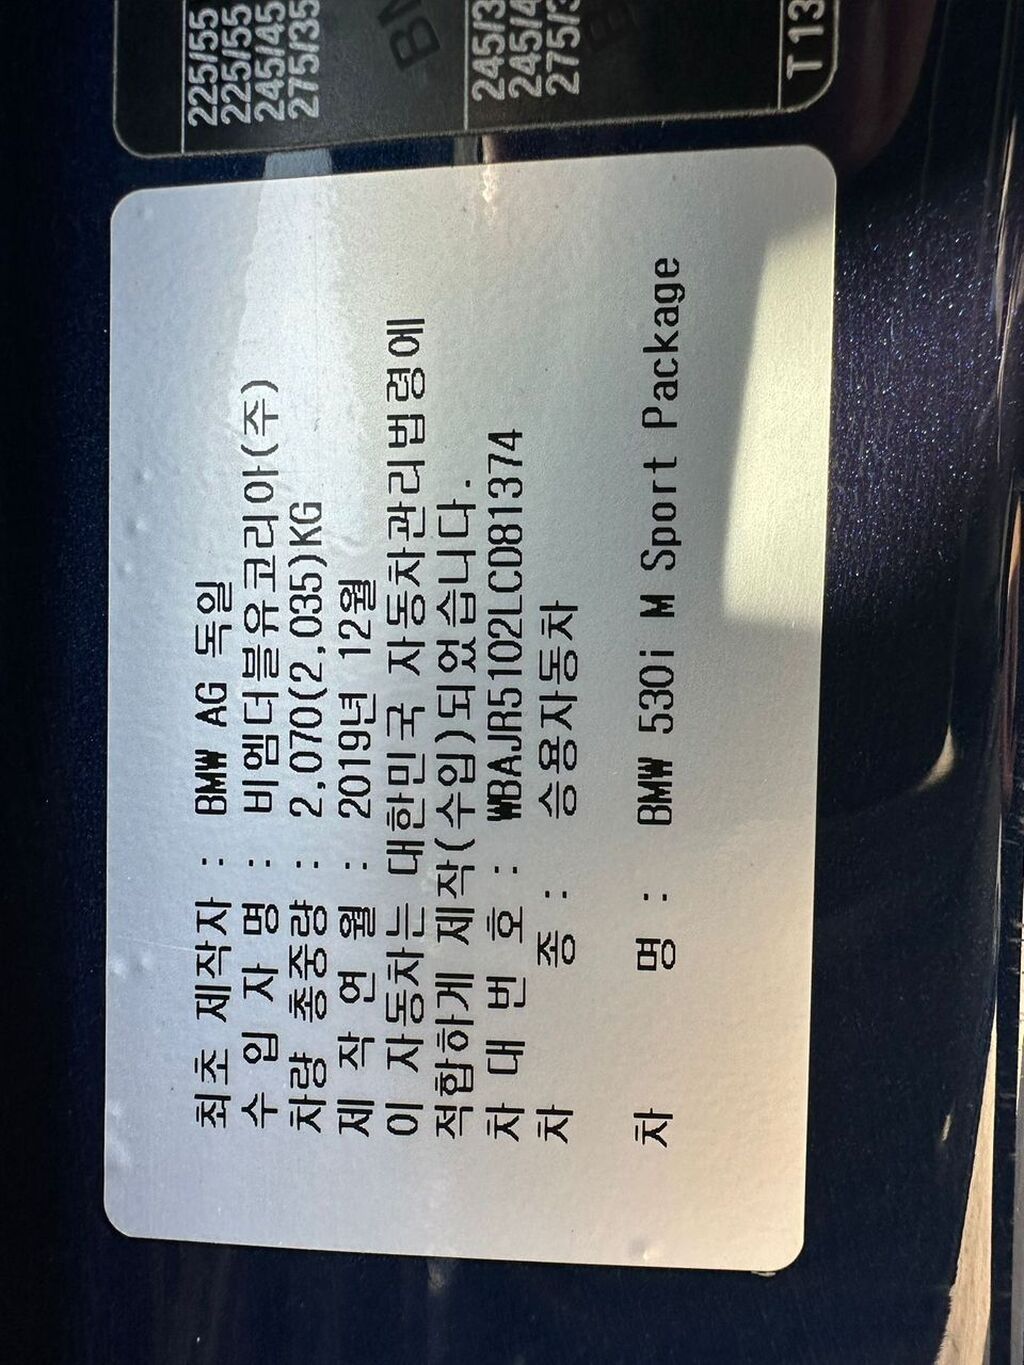 225/55
225/55
245/45
275/35
245/3
245/4
275/3
T 13
BM
최초 제작자 : BMW AG 독일
수 입 자 명 : 비엠더블유코리아(주)
차량 총중량 : 2,070(2,035)KG
제 작 연 월 : 2019년 12월
이 자동차는 대한민국 자동차관리법령에
적합하게 제작(수입)되었습니다.
차 대 번 호 : WBAJR5102LCD81374
차 종 : 승용자동차
차 명 : BMW 530i M Sport Package